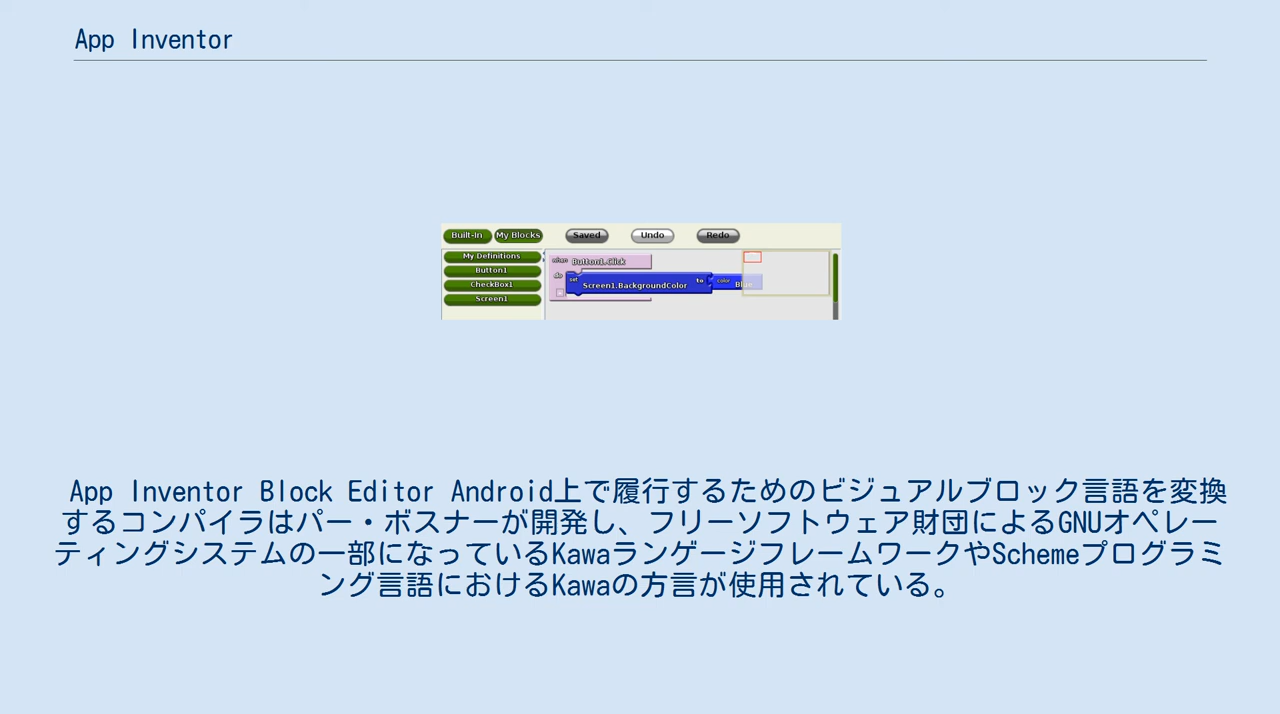 App Inventor
Built-In My Blocks Saved Undo Redo
My Definitions
Button1
CheckBox1
Screen1
when Button1.Click
do set Screen1.BackgroundColor to color Blue
App Inventor Block Editor Android上で履行するためのビジュアルブロック言語を変換
するコンパイラはパー・ボスナーが開発し、フリーソフトウェア財団によるGNUオペレー
ティングシステムの一部になっているKawaランゲージフレームワークやSchemeプログラミ
ング言語におけるKawaの方言が使用されている。